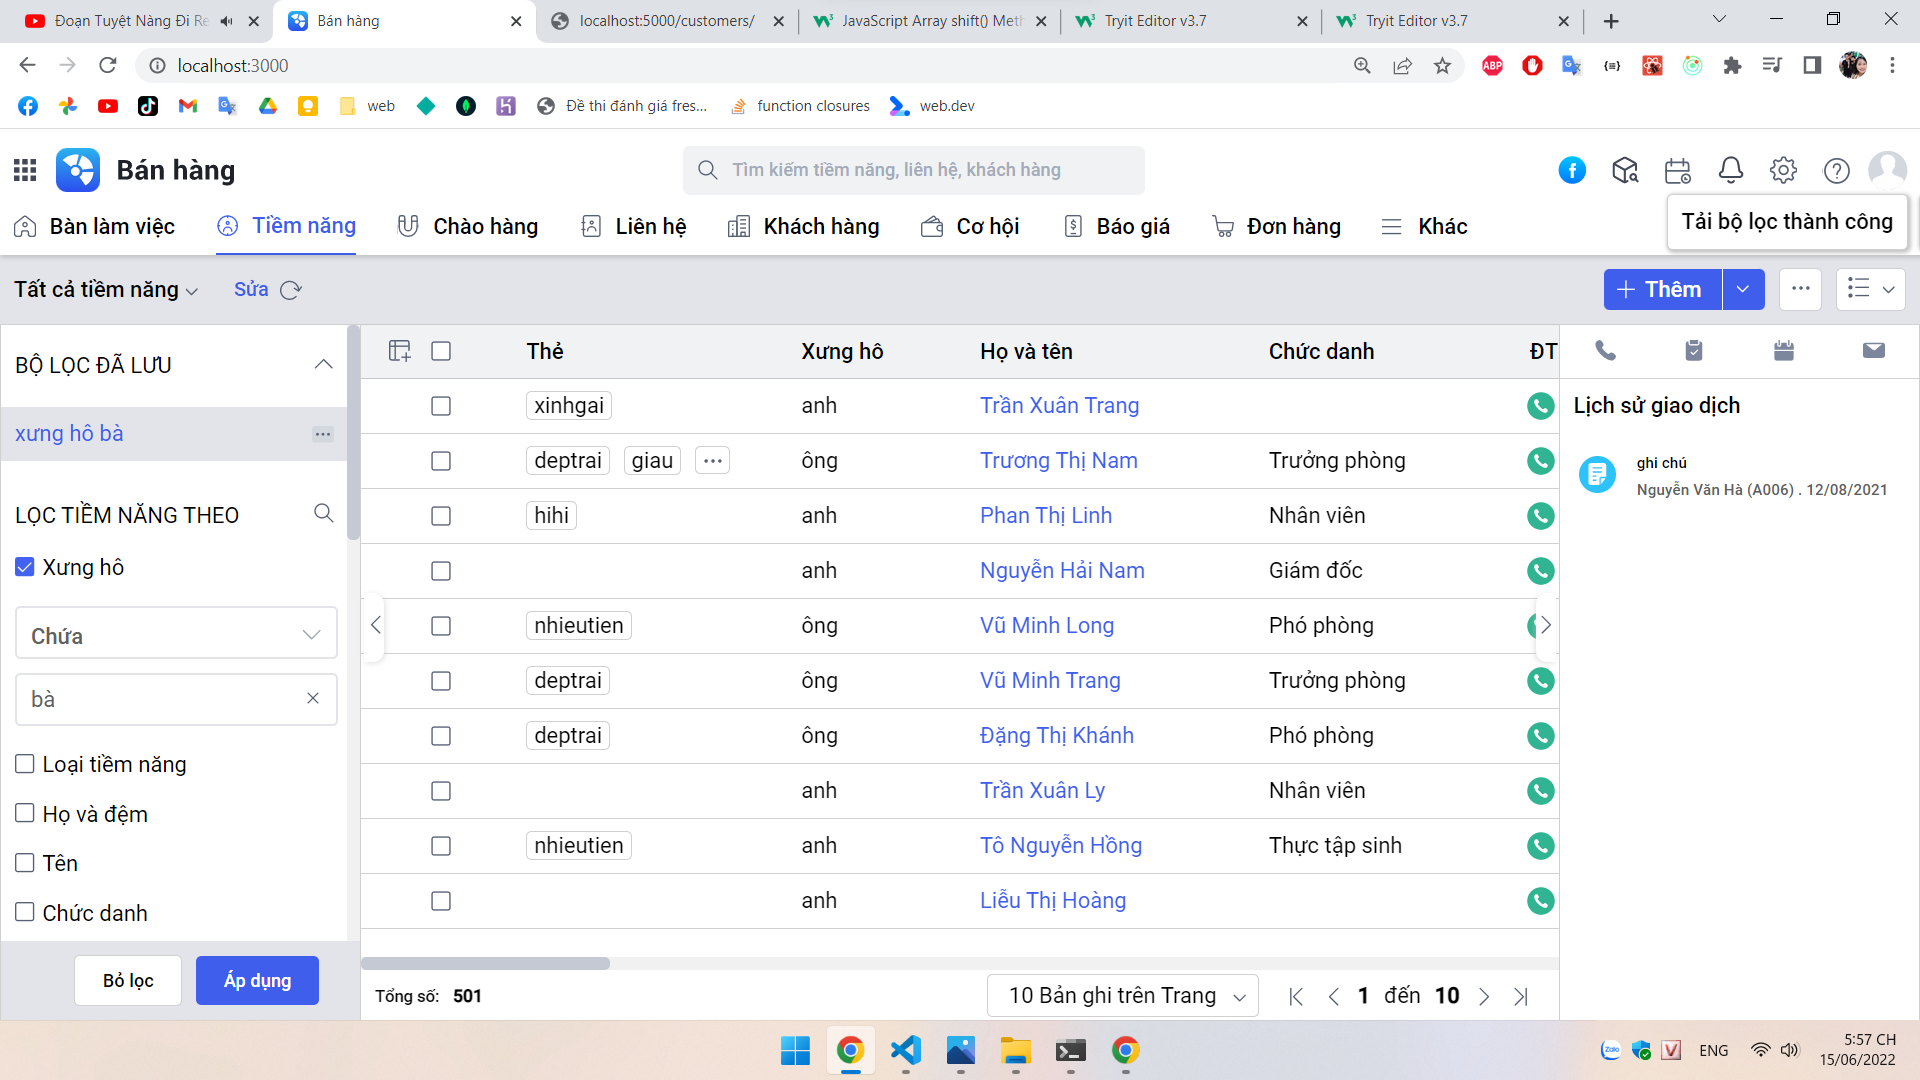 Đoạn Tuyệt Nàng Đi Re
Bán hàng
localhost:5000/customers/
JavaScript Array shift() Meth
Tryit Editor v3.7
Tryit Editor v3.7
localhost:3000
ABP
web
Đề thi đánh giá fres...
function closures
web.dev
Bán hàng
Tìm kiếm tiềm năng, liên hệ, khách hàng
Bàn làm việc
Tiềm năng
Chào hàng
Liên hệ
Khách hàng
Cơ hội
Báo giá
Đơn hàng
Khác
Tải bộ lọc thành công
Tất cả tiềm năng
Sửa
Thêm
BỘ LỌC ĐÃ LƯU
xưng hô bà
LỌC TIỀM NĂNG THEO
Xưng hô
Chứa
bà
Loại tiềm năng
Họ và đệm
Tên
Chức danh
Bỏ lọc
Áp dụng
Thẻ Xưng hô Họ và tên Chức danh ĐT
xinhgai anh Trần Xuân Trang
deptrai giau ... ông Trương Thị Nam Trưởng phòng
hihi anh Phan Thị Linh Nhân viên
anh Nguyễn Hải Nam Giám đốc
nhieutien ông Vũ Minh Long Phó phòng
deptrai ông Vũ Minh Trang Trưởng phòng
deptrai ông Đặng Thị Khánh Phó phòng
anh Trần Xuân Ly Nhân viên
nhieutien anh Tô Nguyễn Hồng Thực tập sinh
anh Liễu Thị Hoàng
Tổng số: 501
10 Bản ghi trên Trang
1 đến 10
Lịch sử giao dịch
ghi chú
Nguyễn Văn Hà (A006) . 12/08/2021
Zalo
ENG
5:57 CH
15/06/2022